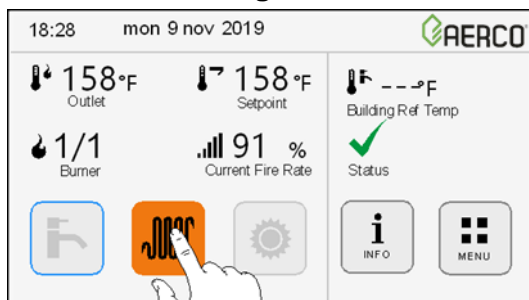 18:28 mon 9 nov 2019 AERCO
158°F 158°F ---°F
Outlet Setpoint Building Ref Temp
1/1 91 %
Burner Current Fire Rate Status
INFO MENU